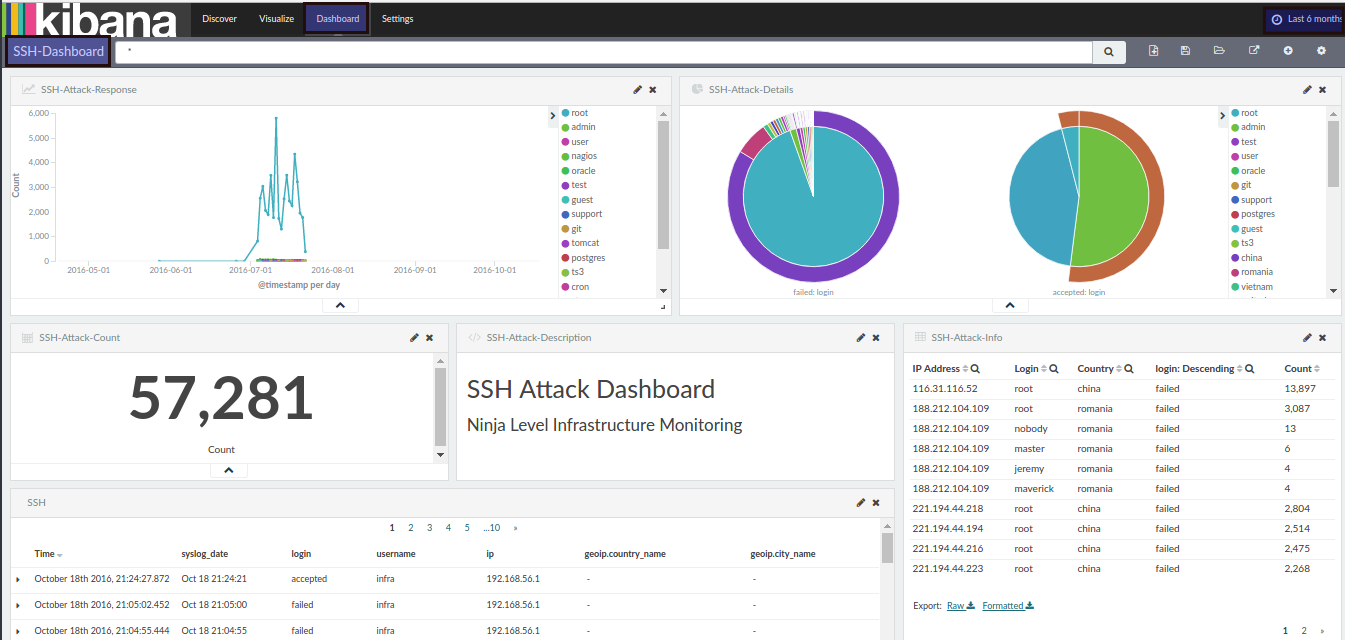 kibana
Discover Visualize Dashboard Settings
Last 6 months
SSH-Dashboard *
SSH-Attack-Response
6,000
5,000
4,000
3,000
2,000
1,000
0
Count
2016-05-01 2016-06-01 2016-07-01 2016-08-01 2016-09-01 2016-10-01
@timestamp per day
root
admin
user
nagios
oracle
test
guest
support
git
tomcat
postgres
ts3
cron
SSH-Attack-Details
failed: login
accepted: login
root
admin
test
user
oracle
git
support
postgres
guest
ts3
china
romania
vietnam
SSH-Attack-Count
57,281
Count
SSH-Attack-Description
SSH Attack Dashboard
Ninja Level Infrastructure Monitoring
SSH-Attack-Info
IP Address Login Country login: Descending Count
116.31.116.52 root china failed 13,897
188.212.104.109 root romania failed 3,087
188.212.104.109 nobody romania failed 13
188.212.104.109 master romania failed 6
188.212.104.109 jeremy romania failed 4
188.212.104.109 maverick romania failed 4
221.194.44.218 root china failed 2,804
221.194.44.194 root china failed 2,514
221.194.44.216 root china failed 2,475
221.194.44.223 root china failed 2,268
Export: Raw Formatted
1 2 »
SSH
1 2 3 4 5 ...10 »
Time syslog_date login username ip geoip.country_name geoip.city_name
October 18th 2016, 21:24:27.872 Oct 18 21:24:21 accepted infra 192.168.56.1 - -
October 18th 2016, 21:05:02.452 Oct 18 21:05:00 failed infra 192.168.56.1 - -
October 18th 2016, 21:04:55.444 Oct 18 21:04:55 failed infra 192.168.56.1 - -